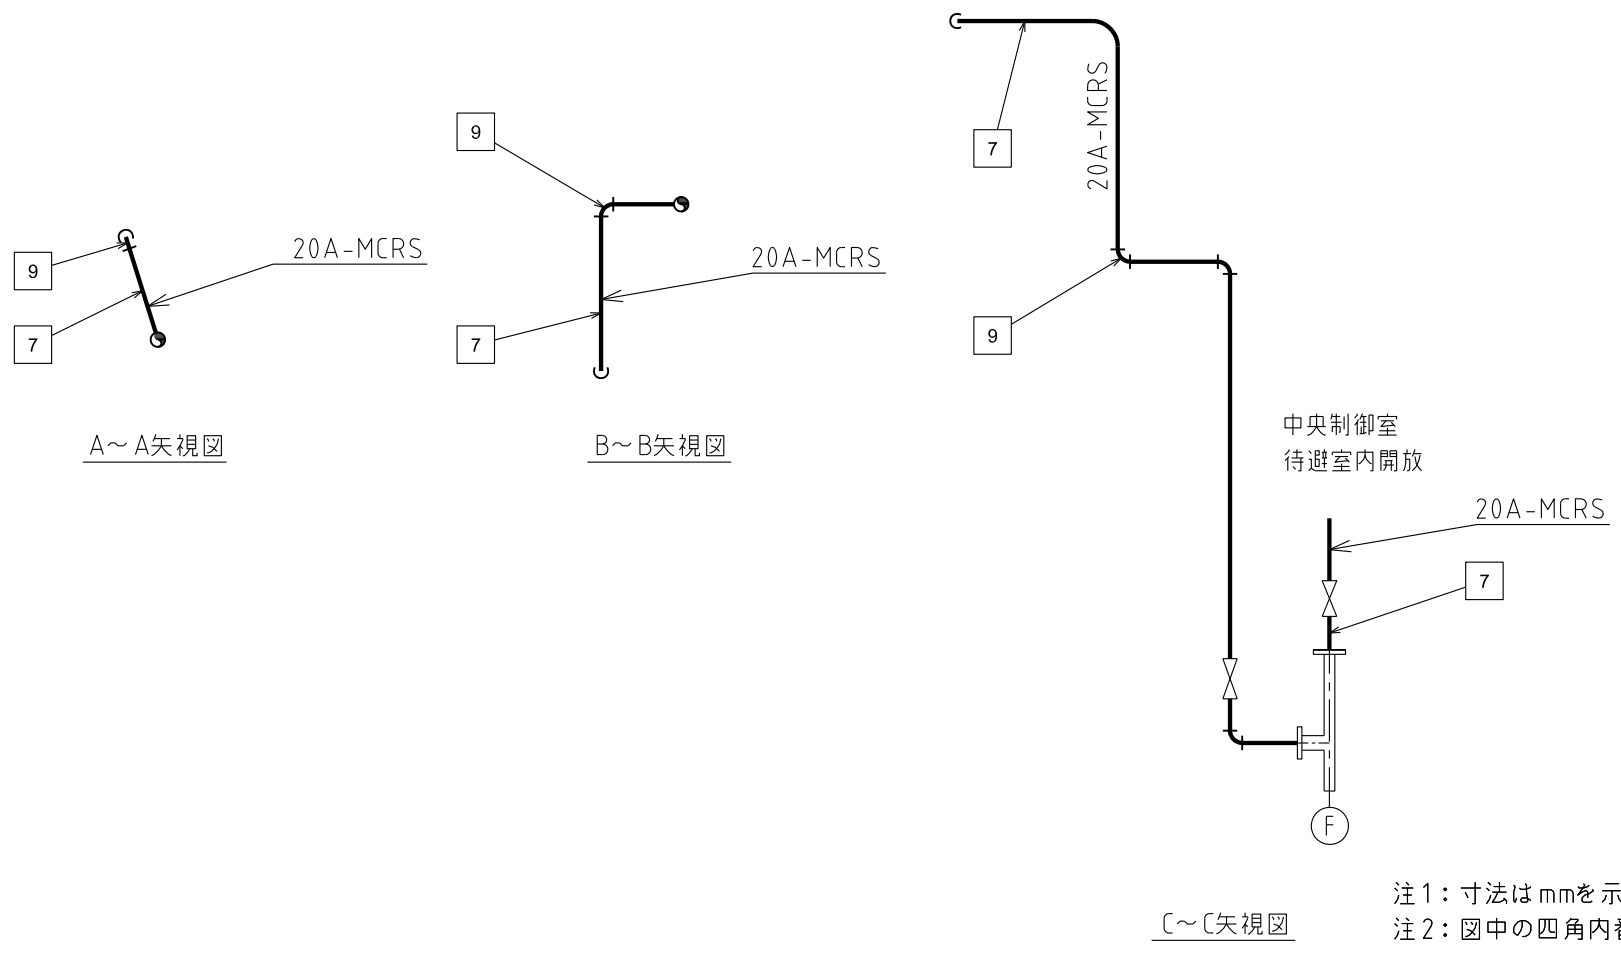 9
7
20A-MCRS
A～A矢視図
9
7
20A-MCRS
B～B矢視図
7
20A-MCRS
9
中央制御室
待避室内開放
20A-MCRS
7
F
C～C矢視図
注1：寸法はmmを示
注2：図中の四角内